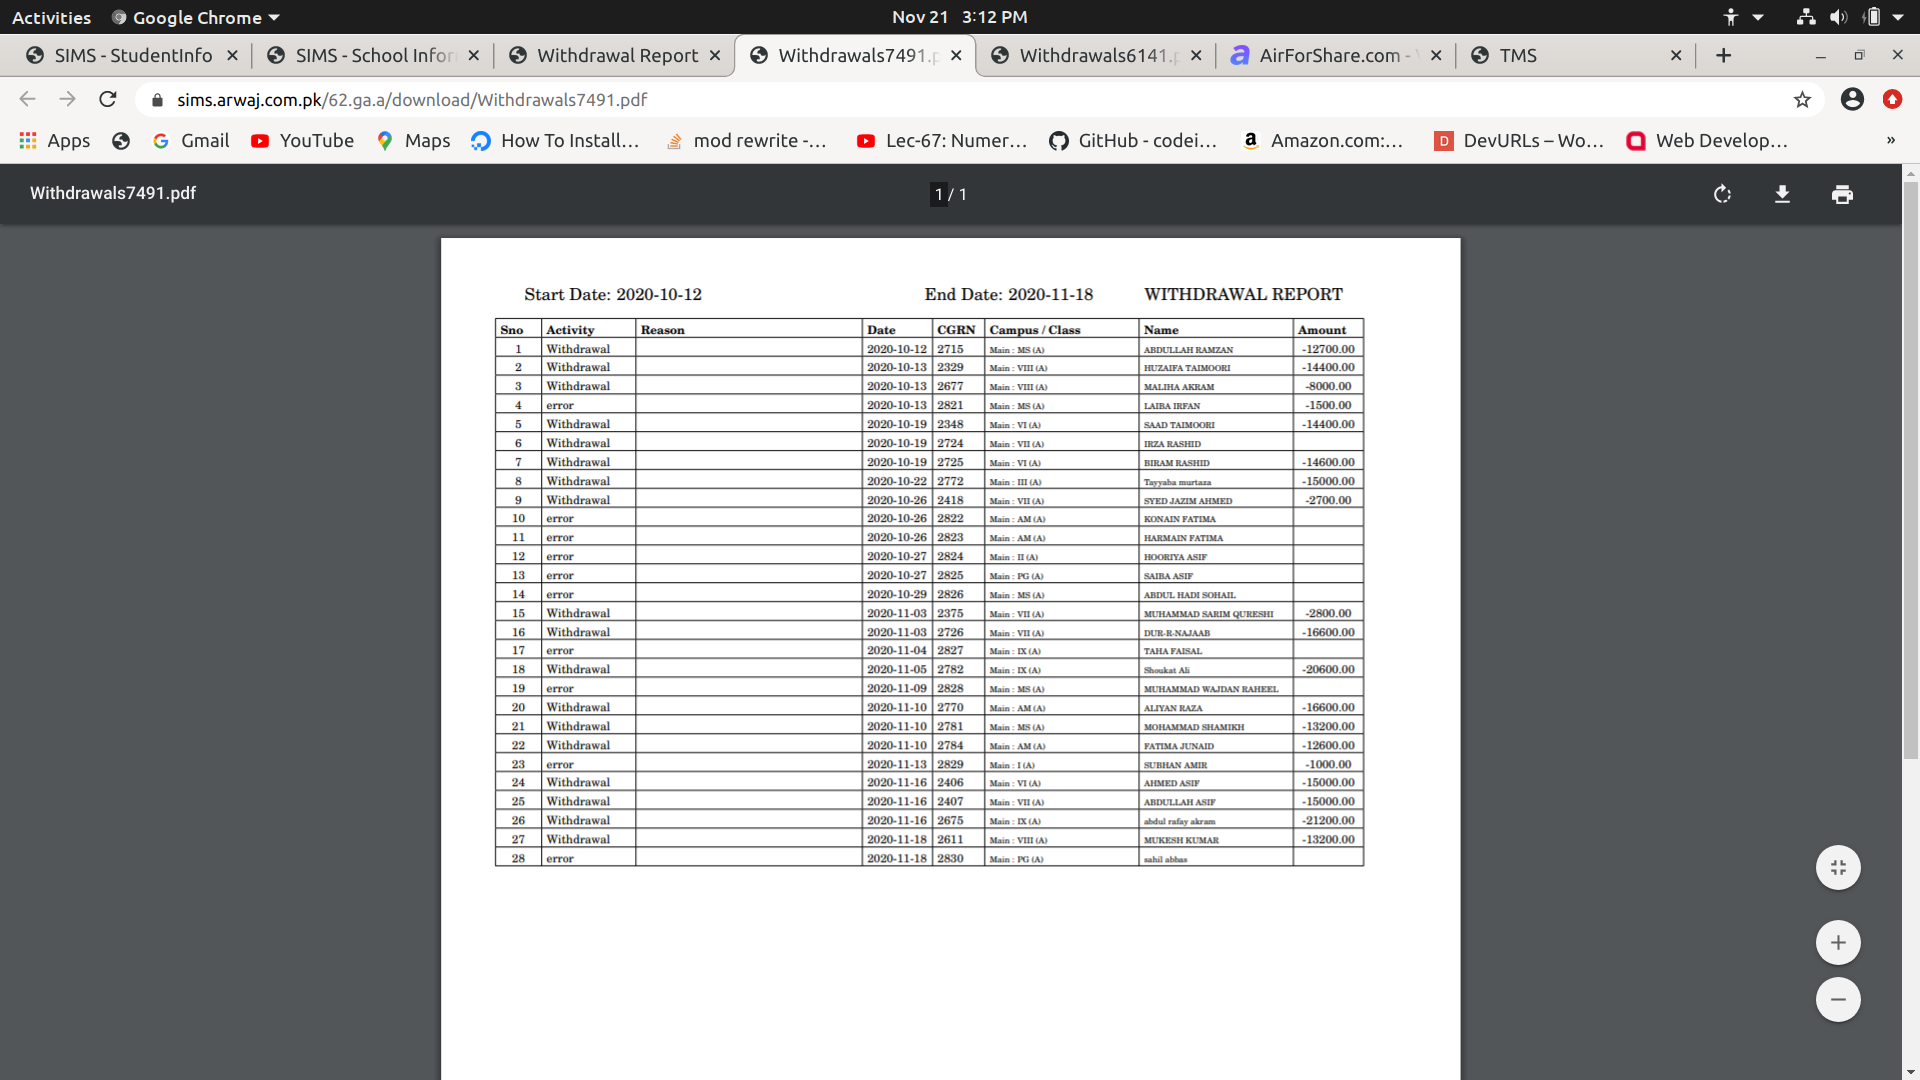 Activities Google Chrome Nov 21 3:12 PM
SIMS - StudentInfo SIMS - School Infor Withdrawal Report Withdrawals7491.p Withdrawals6141.p AirForShare.com - TMS
sims.arwaj.com.pk/62.ga.a/download/Withdrawals7491.pdf
Apps Gmail YouTube Maps How To Install... mod rewrite -... Lec-67: Numer... GitHub - codei... Amazon.com:... DevURLs – Wo... Web Develop... »
Withdrawals7491.pdf 1 / 1
Start Date: 2020-10-12 End Date: 2020-11-18 WITHDRAWAL REPORT
Sno Activity Reason Date CGRN Campus / Class Name Amount
1 Withdrawal 2020-10-12 2715 Main : MS (A) ABDULLAH RAMZAN -12700.00
2 Withdrawal 2020-10-13 2329 Main : VIII (A) HUZAIFA TAIMOORI -14400.00
3 Withdrawal 2020-10-13 2677 Main : VIII (A) MALIHA AKRAM -8000.00
4 error 2020-10-13 2821 Main : MS (A) LAIBA IRFAN -1500.00
5 Withdrawal 2020-10-19 2348 Main : VI (A) SAAD TAIMOORI -14400.00
6 Withdrawal 2020-10-19 2724 Main : VII (A) IRZA RASHID
7 Withdrawal 2020-10-19 2725 Main : VI (A) BIRAM RASHID -14600.00
8 Withdrawal 2020-10-22 2772 Main : III (A) Tayyaba murtaza -15000.00
9 Withdrawal 2020-10-26 2418 Main : VII (A) SYED JAZIM AHMED -2700.00
10 error 2020-10-26 2822 Main : AM (A) KONAIN FATIMA
11 error 2020-10-26 2823 Main : AM (A) HARMAIN FATIMA
12 error 2020-10-27 2824 Main : II (A) HOORIYA ASIF
13 error 2020-10-27 2825 Main : PG (A) SAIBA ASIF
14 error 2020-10-29 2826 Main : MS (A) ABDUL HADI SOHAIL
15 Withdrawal 2020-11-03 2375 Main : VII (A) MUHAMMAD SARIM QURESHI -2800.00
16 Withdrawal 2020-11-03 2726 Main : VII (A) DUR-R-NAJAAB -16600.00
17 error 2020-11-04 2827 Main : IX (A) TAHA FAISAL
18 Withdrawal 2020-11-05 2782 Main : IX (A) Shoukat Ali -20600.00
19 error 2020-11-09 2828 Main : MS (A) MUHAMMAD WAJDAN RAHEEL
20 Withdrawal 2020-11-10 2770 Main : AM (A) ALIYAN RAZA -16600.00
21 Withdrawal 2020-11-10 2781 Main : MS (A) MOHAMMAD SHAMIKH -13200.00
22 Withdrawal 2020-11-10 2784 Main : AM (A) FATIMA JUNAID -12600.00
23 error 2020-11-13 2829 Main : I (A) SUBHAN AMIR -1000.00
24 Withdrawal 2020-11-16 2406 Main : VI (A) AHMED ASIF -15000.00
25 Withdrawal 2020-11-16 2407 Main : VII (A) ABDULLAH ASIF -15000.00
26 Withdrawal 2020-11-16 2675 Main : IX (A) abdul rafay akram -21200.00
27 Withdrawal 2020-11-18 2611 Main : VIII (A) MUKESH KUMAR -13200.00
28 error 2020-11-18 2830 Main : PG (A) sahil abbas